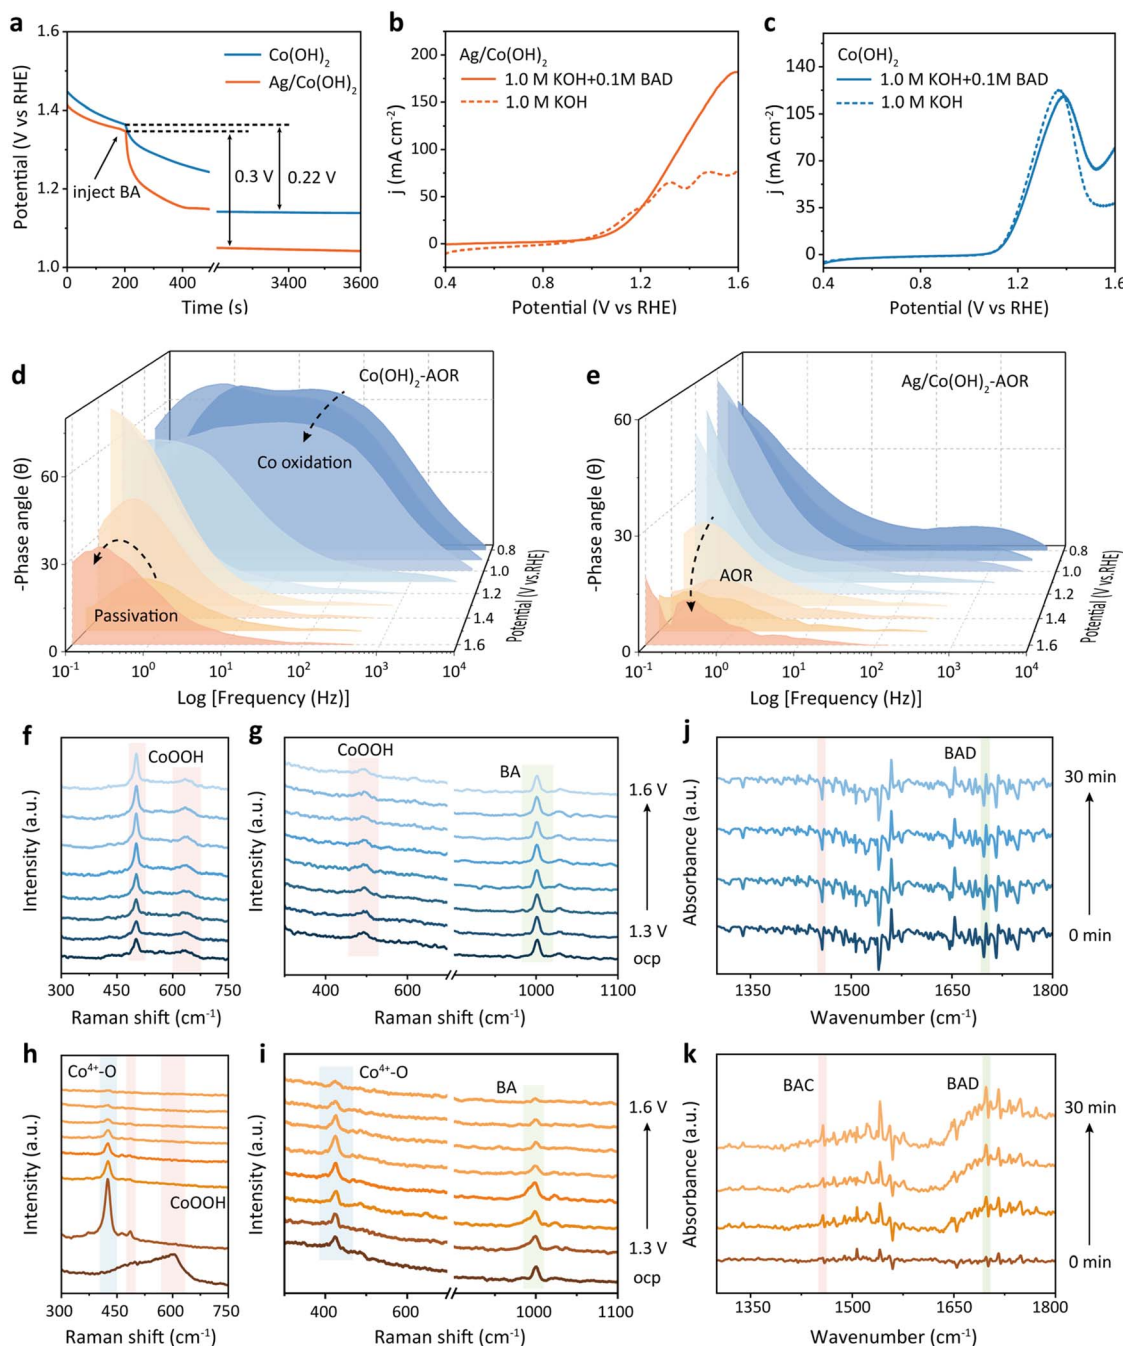 a
1.6
1.4
1.2
1.0
Potential (V vs RHE)
Co(OH)2
Ag/Co(OH)2
inject BA
0.3 V
0.22 V
0
200
400
3400
3600
Time (s)
b
200
175
150
100
50
0
j (mA cm-2)
Ag/Co(OH)2
1.0 M KOH+0.1M BAD
1.0 M KOH
0.4
0.8
1.2
1.6
Potential (V vs RHE)
c
140
105
70
35
0
j (mA cm-2)
Co(OH)2
1.0 M KOH+0.1M BAD
1.0 M KOH
0.4
0.8
1.2
1.6
Potential (V vs RHE)
d
60
30
0
-Phase angle (θ)
Co(OH)2-AOR
Co oxidation
Passivation
0.8
1.0
1.2
1.4
1.6
Potential (V vs.RHE)
10-1
100
101
102
103
104
Log [Frequency (Hz)]
e
60
30
0
-Phase angle (θ)
Ag/Co(OH)2-AOR
AOR
0.8
1.0
1.2
1.4
1.6
Potential (V vs.RHE)
10-1
100
101
102
103
104
Log [Frequency (Hz)]
f
CoOOH
Intensity (a.u.)
300
450
600
750
Raman shift (cm-1)
g
CoOOH
BA
1.6 V
1.3 V
ocp
Intensity (a.u.)
400
600
1000
1100
Raman shift (cm-1)
j
BAD
30 min
0 min
Absorbance (a.u.)
1350
1500
1650
1800
Wavenumber (cm-1)
h
Co4+-O
CoOOH
Intensity (a.u.)
300
450
600
750
Raman shift (cm-1)
i
Co4+-O
BA
1.6 V
1.3 V
ocp
Intensity (a.u.)
400
600
1000
1100
Raman shift (cm-1)
k
BAC
BAD
30 min
0 min
Absorbance (a.u.)
1350
1500
1650
1800
Wavenumber (cm-1)